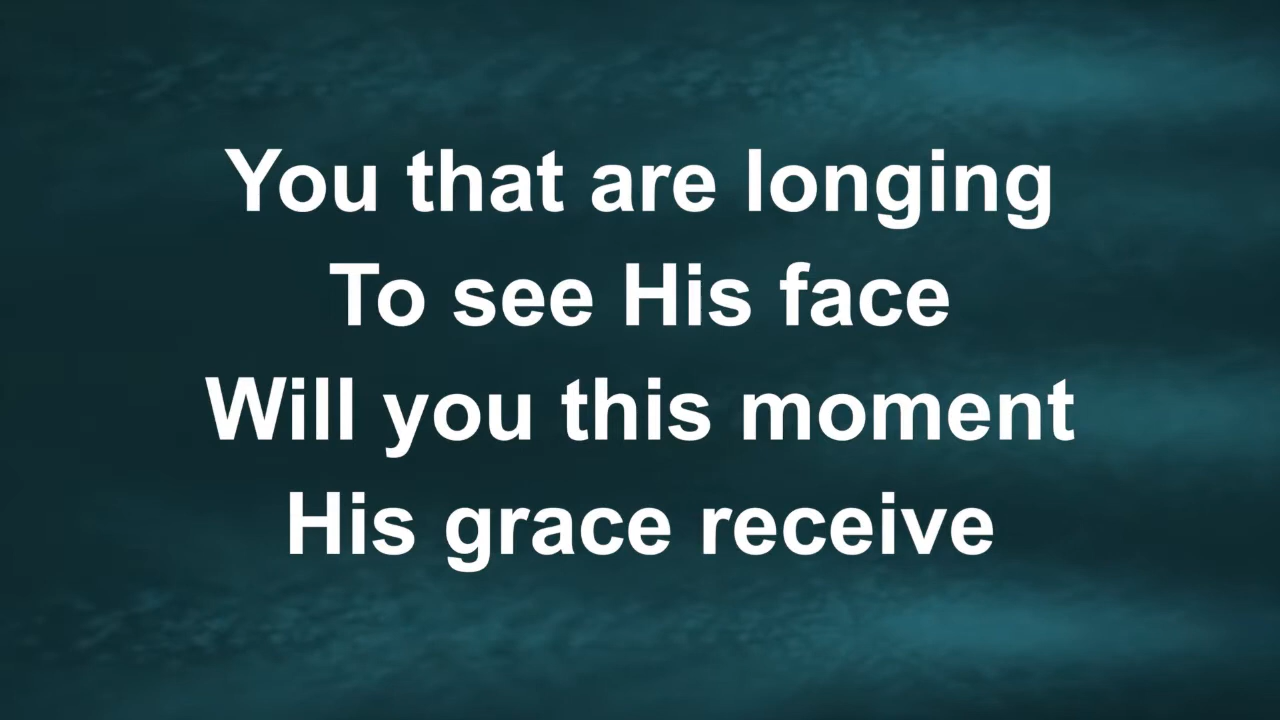 You that are longing
To see His face
Will you this moment
His grace receive